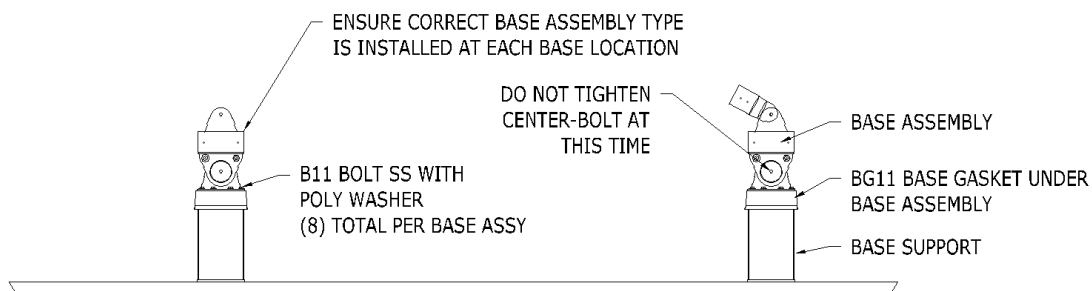 ENSURE CORRECT BASE ASSEMBLY TYPE
IS INSTALLED AT EACH BASE LOCATION
DO NOT TIGHTEN
CENTER-BOLT AT
THIS TIME
BASE ASSEMBLY
B11 BOLT SS WITH
POLY WASHER
(8) TOTAL PER BASE ASSY
BG11 BASE GASKET UNDER
BASE ASSEMBLY
BASE SUPPORT